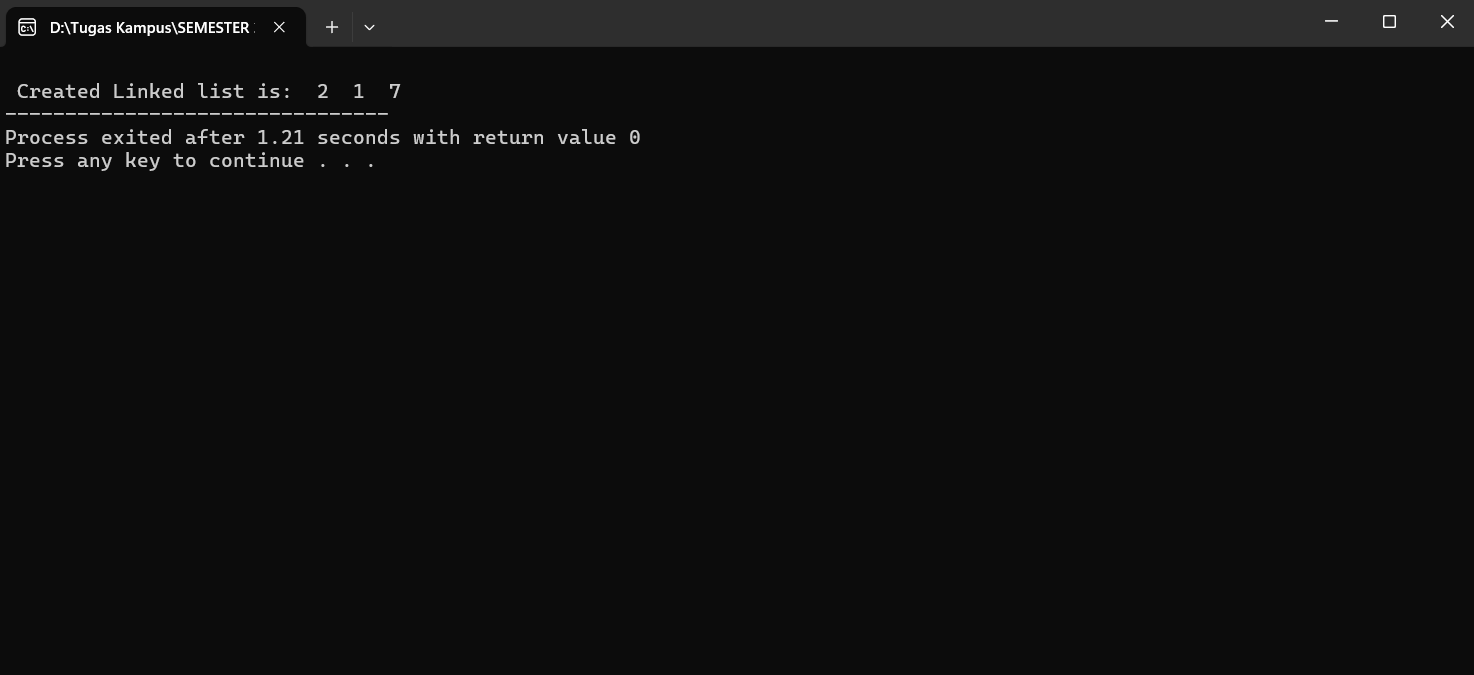 D:\Tugas Kampus\SEMESTER
Created Linked list is:  2  1  7
--------------------------------
Process exited after 1.21 seconds with return value 0
Press any key to continue . . .